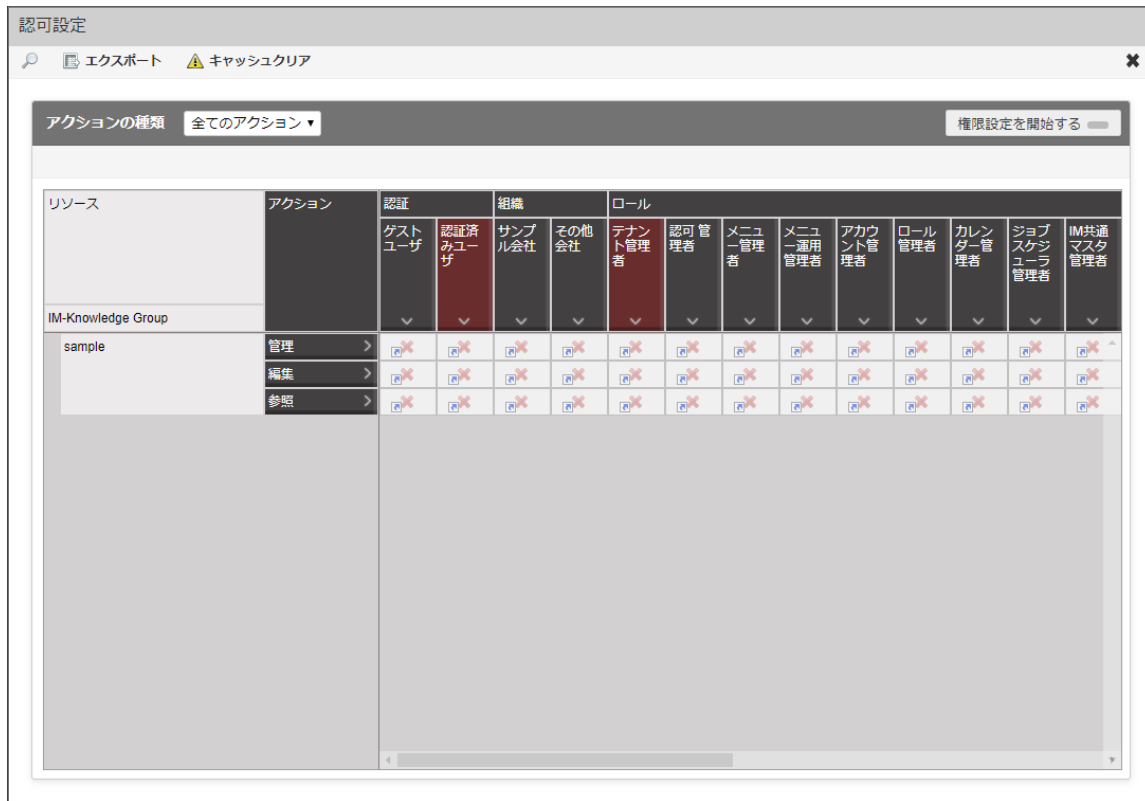 認可設定
エクスポート キャッシュクリア
アクションの種類 全てのアクション 権限設定を開始する
リソース アクション 認証 組織 ロール
ゲスト
ユーザ
認証済
みユー
ザ
サンプ
ル会社
その他
会社
テナン
ト管理
者
認可 管
理者
メニュ
ー管理
者
メニュ
ー運用
管理者
アカウ
ント管
理者
ロール
管理者
カレン
ダー管
理者
ジョブ
スケジ
ューラ
管理者
IM共通
マスタ
管理者
IM-Knowledge Group
sample 管理
編集
参照